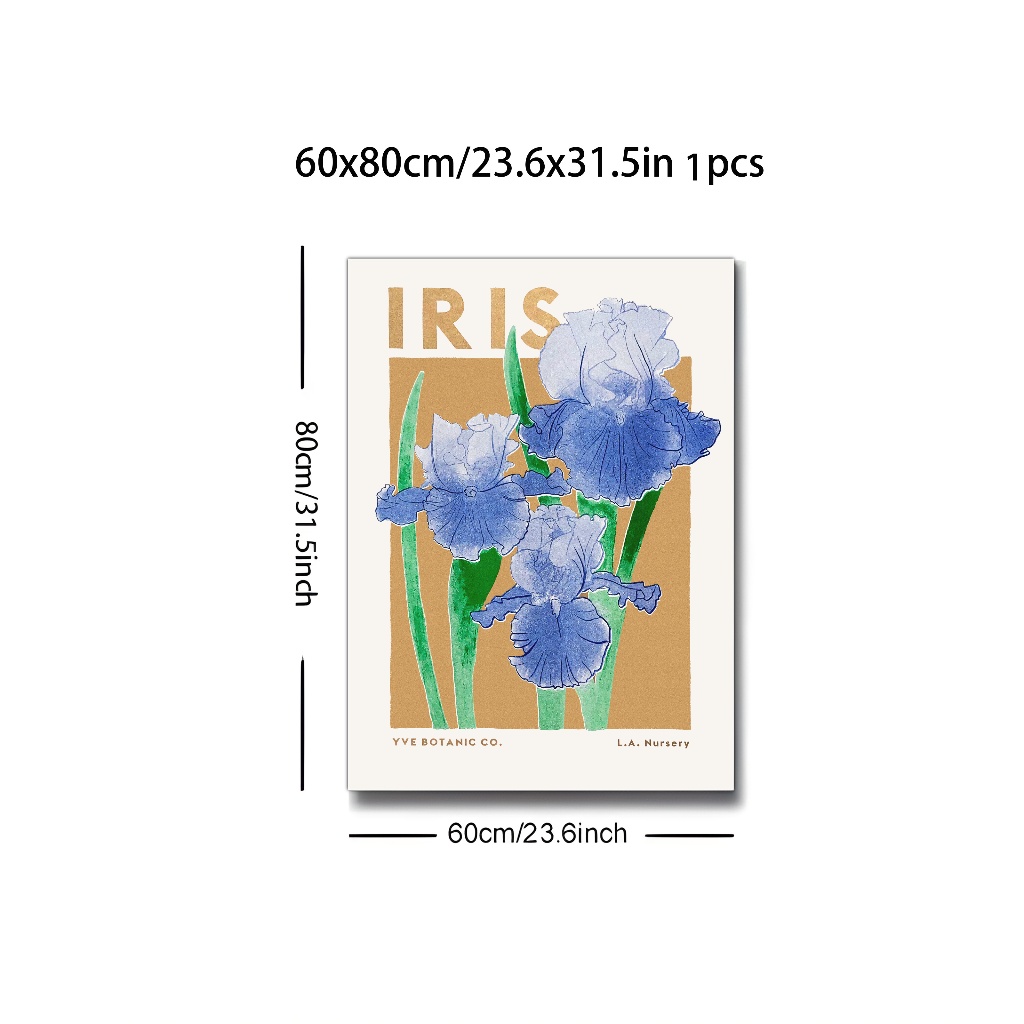 60x80cm/23.6x31.5in 1pcs
IRIS
80cm/31.5inch
YVE BOTANIC CO.
L.A. Nursery
60cm/23.6inch